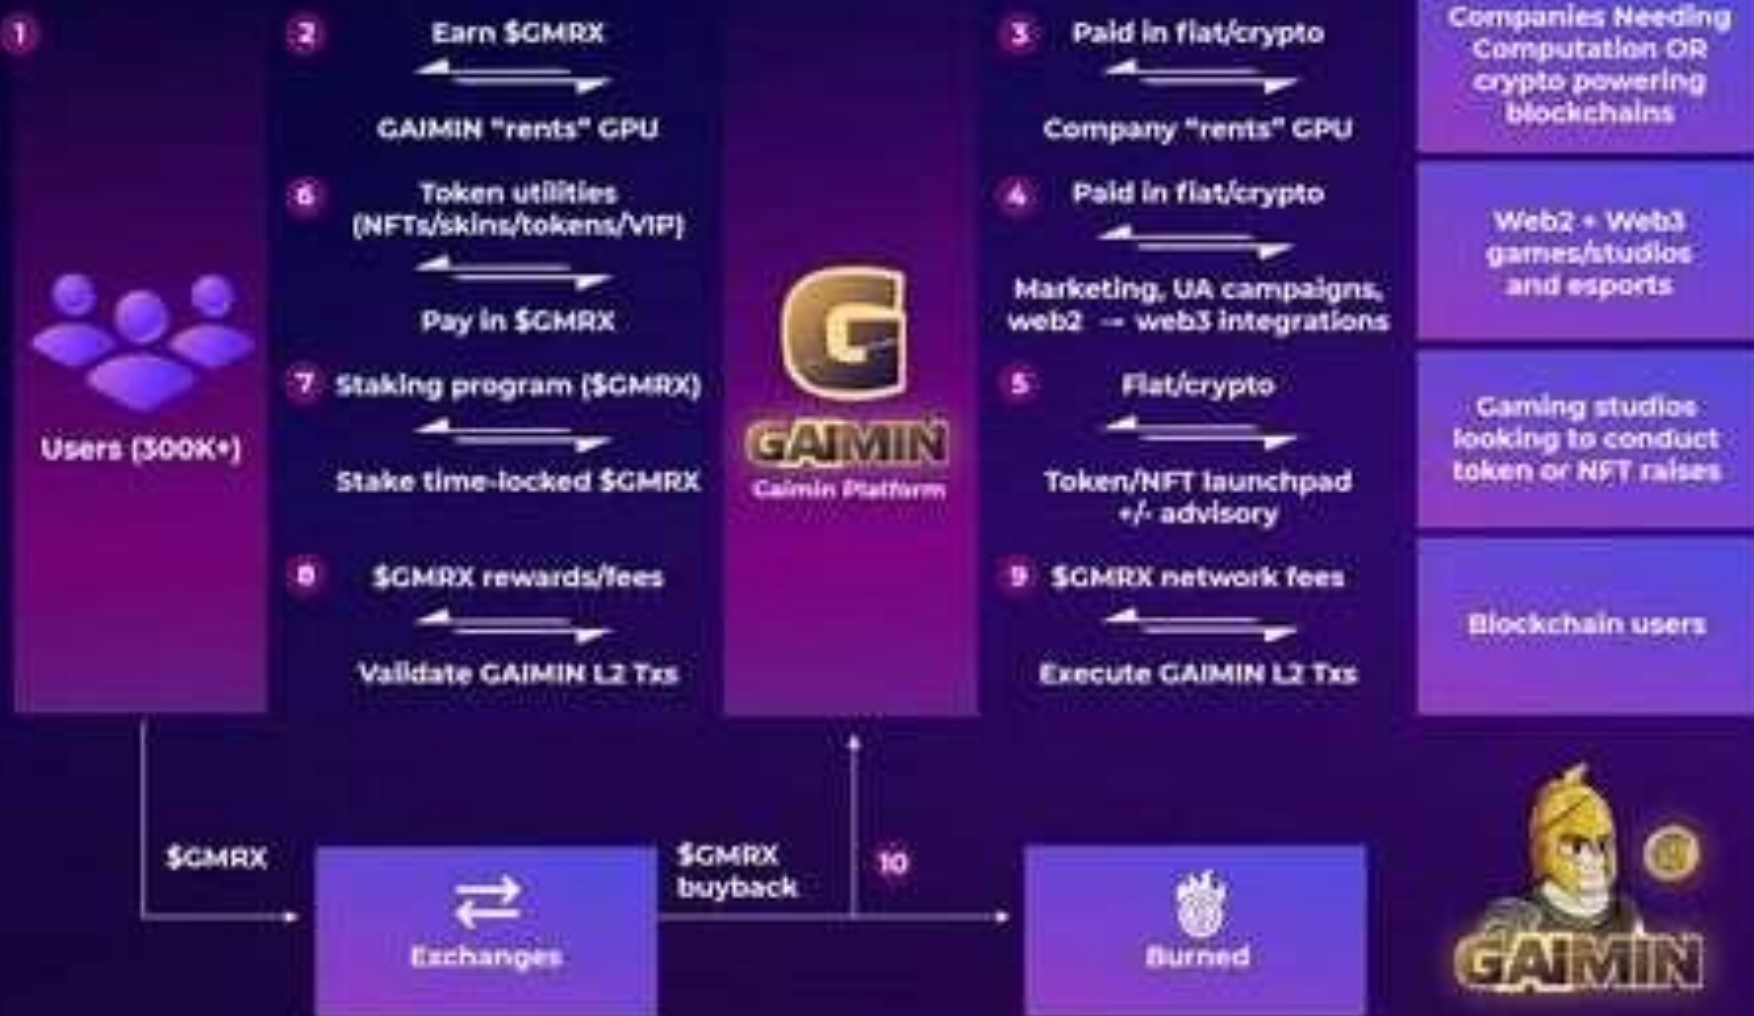 1
Users (300K+)
2
Earn $GMRX
GAIMIN "rents" GPU
6
Token utilities
(NFTs/skins/tokens/VIP)
Pay in $GMRX
7
Staking program ($GMRX)
Stake time-locked $GMRX
8
$GMRX rewards/fees
Validate GAIMIN L2 Txs
G
GAIMIN
Gaimin Platform
3
Paid in fiat/crypto
Company "rents" GPU
4
Paid in fiat/crypto
Marketing, UA campaigns,
web2 → web3 integrations
5
Fiat/crypto
Token/NFT launchpad
+/- advisory
9
$GMRX network fees
Execute GAIMIN L2 Txs
Companies Needing
Computation OR
crypto powering
blockchains
Web2 + Web3
games/studios
and esports
Gaming studios
looking to conduct
token or NFT raises
Blockchain users
$GMRX
Exchanges
$GMRX
buyback
10
Burned
GAIMIN